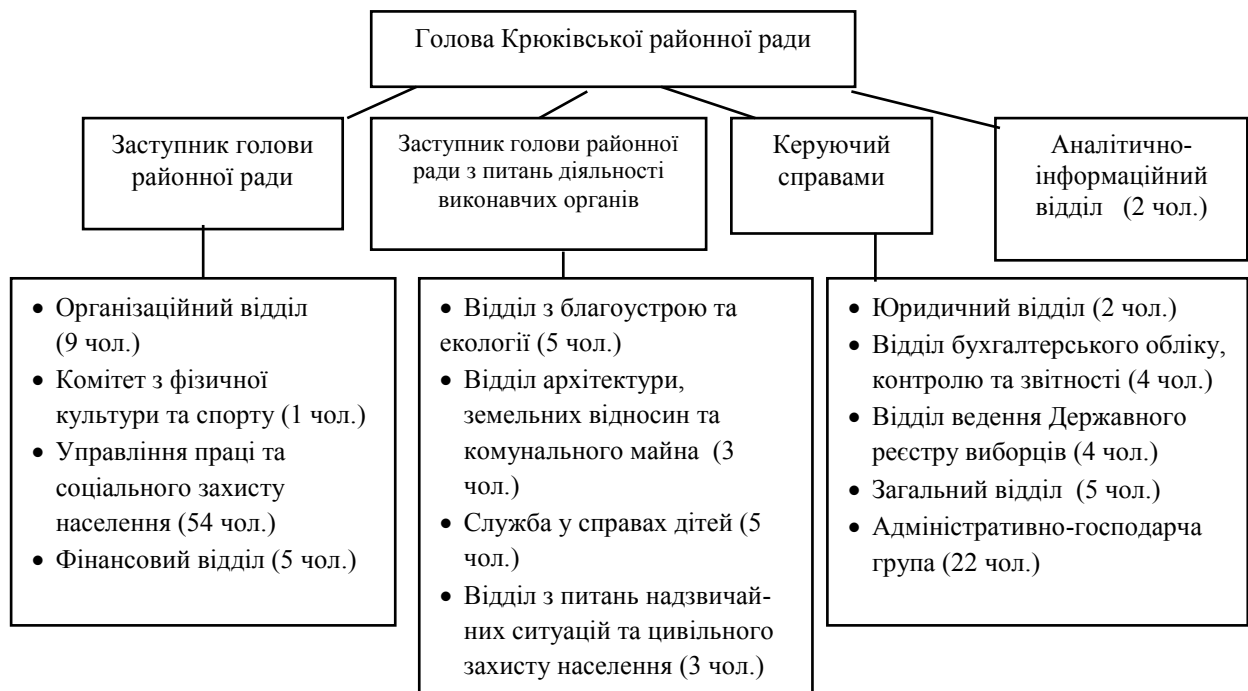 Голова Крюківської районної ради
Заступник голови
районної ради
Заступник голови районної
ради з питань діяльності
виконавчих органів
Керуючий
справами
Аналітично-
інформаційний
відділ (2 чол.)
• Організаційний відділ
(9 чол.)
• Комітет з фізичної
культури та спорту (1 чол.)
• Управління праці та
соціального захисту
населення (54 чол.)
• Фінансовий відділ (5 чол.)
• Відділ з благоустрою та
екології (5 чол.)
• Відділ архітектури,
земельних відносин та
комунального майна (3
чол.)
• Служба у справах дітей (5
чол.)
• Відділ з питань надзвичай-
них ситуацій та цивільного
захисту населення (3 чол.)
• Юридичний відділ (2 чол.)
• Відділ бухгалтерського обліку,
контролю та звітності (4 чол.)
• Відділ ведення Державного
реєстру виборців (4 чол.)
• Загальний відділ (5 чол.)
• Адміністративно-господарча
група (22 чол.)